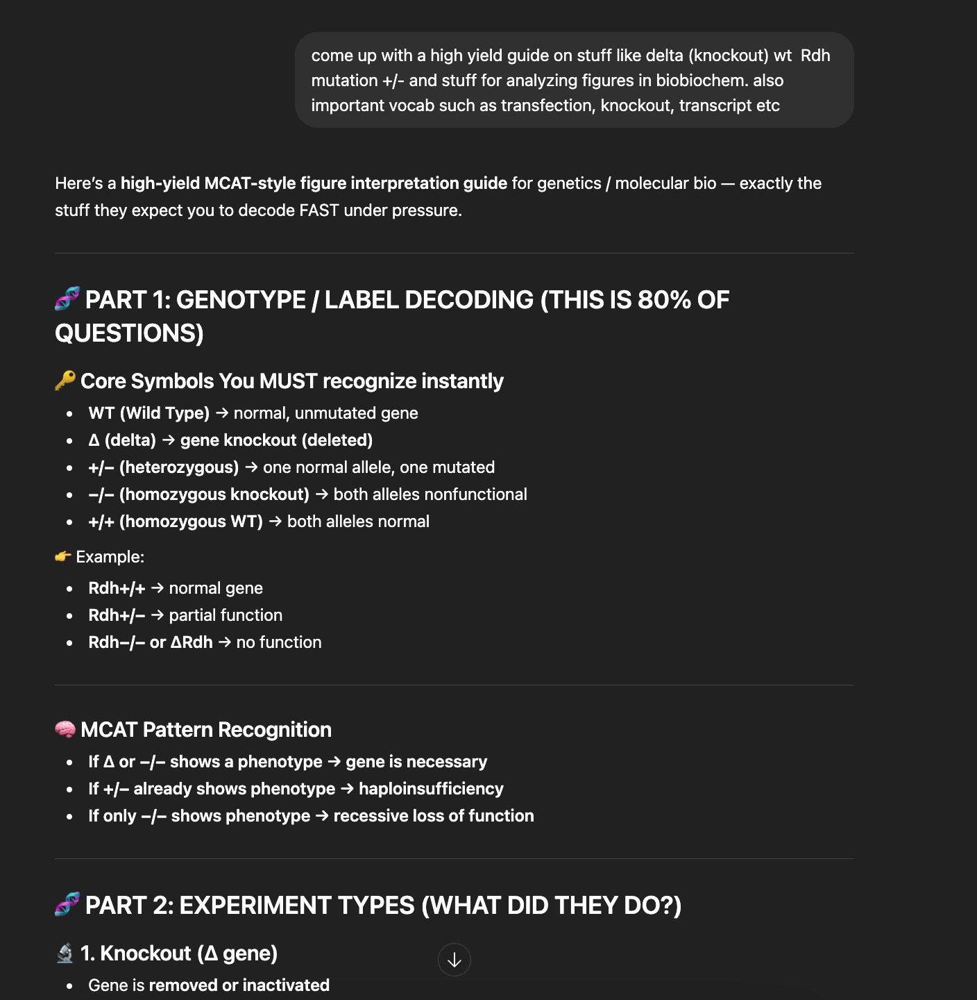 come up with a high yield guide on stuff like delta (knockout) wt  Rdh
mutation +/- and stuff for analyzing figures in biobiochem. also
important vocab such as transfection, knockout, transcript etc
Here’s a high-yield MCAT-style figure interpretation guide for genetics / molecular bio — exactly the
stuff they expect you to decode FAST under pressure.
🧬 PART 1: GENOTYPE / LABEL DECODING (THIS IS 80% OF
QUESTIONS)
🔑 Core Symbols You MUST recognize instantly
• WT (Wild Type) → normal, unmutated gene
• Δ (delta) → gene knockout (deleted)
• +/– (heterozygous) → one normal allele, one mutated
• –/– (homozygous knockout) → both alleles nonfunctional
• +/+ (homozygous WT) → both alleles normal
👉 Example:
• Rdh+/+ → normal gene
• Rdh+/– → partial function
• Rdh–/– or ΔRdh → no function
🧠 MCAT Pattern Recognition
• If Δ or –/– shows a phenotype → gene is necessary
• If +/– already shows phenotype → haploinsufficiency
• If only –/– shows phenotype → recessive loss of function
🧬 PART 2: EXPERIMENT TYPES (WHAT DID THEY DO?)
🔬 1. Knockout (Δ gene)
• Gene is removed or inactivated